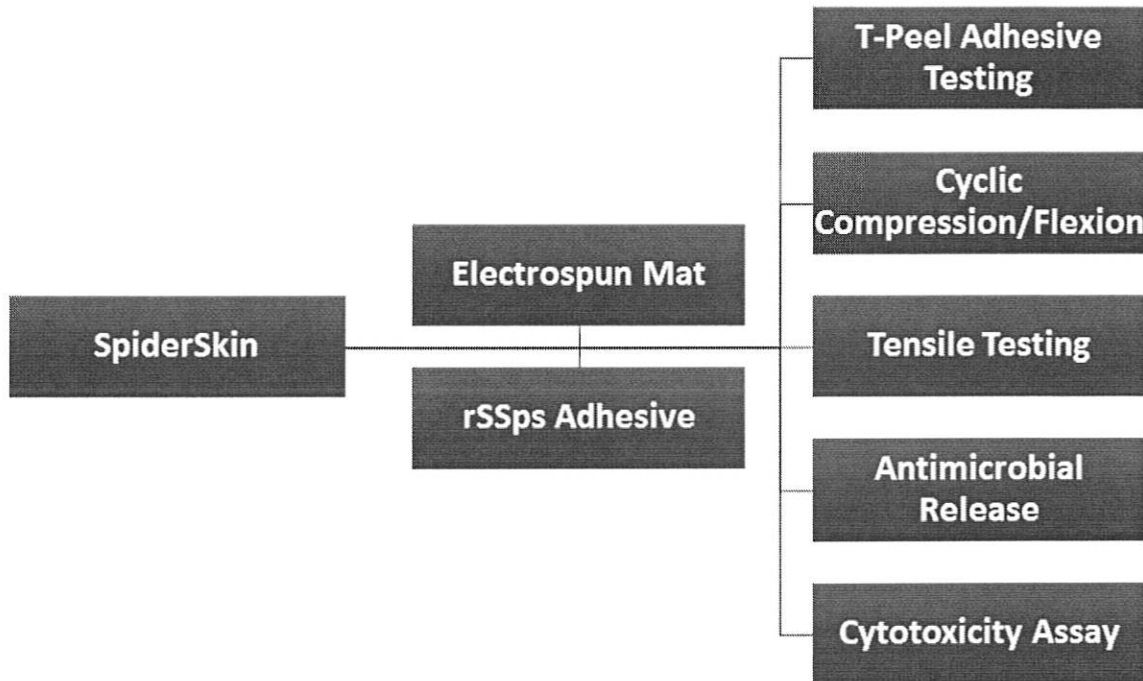 T-Peel Adhesive
Testing
Cyclic
Compression/Flexion
Electrospun Mat
SpiderSkin
Tensile Testing
rSSps Adhesive
Antimicrobial
Release
Cytotoxicity Assay